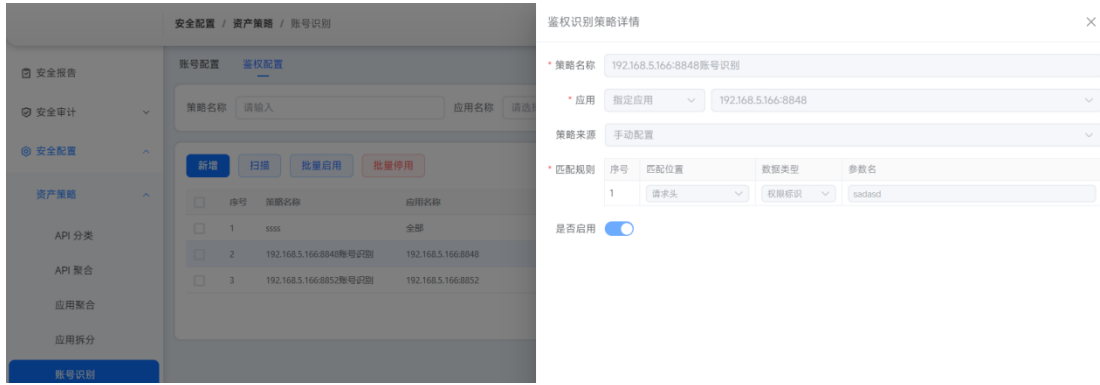 安全配置 / 资产策略 / 账号识别
安全报告
安全审计
安全配置
资产策略
API 分类
API 聚合
应用聚合
应用拆分
账号识别
账号配置 鉴权配置
策略名称 请输入 应用名称 请选
新增 扫描 批量启用 批量停用
序号 策略名称 应用名称
1 ssss 全部
2 192.168.5.166:8848账号识别 192.168.5.166:8848
3 192.168.5.166:8852账号识别 192.168.5.166:8852
鉴权识别策略详情
* 策略名称 192.168.5.166:8848账号识别
* 应用 指定应用 192.168.5.166:8848
策略来源 手动配置
* 匹配规则 序号 匹配位置 数据类型 参数名
1 请求头 权限标识 sadasd
是否启用